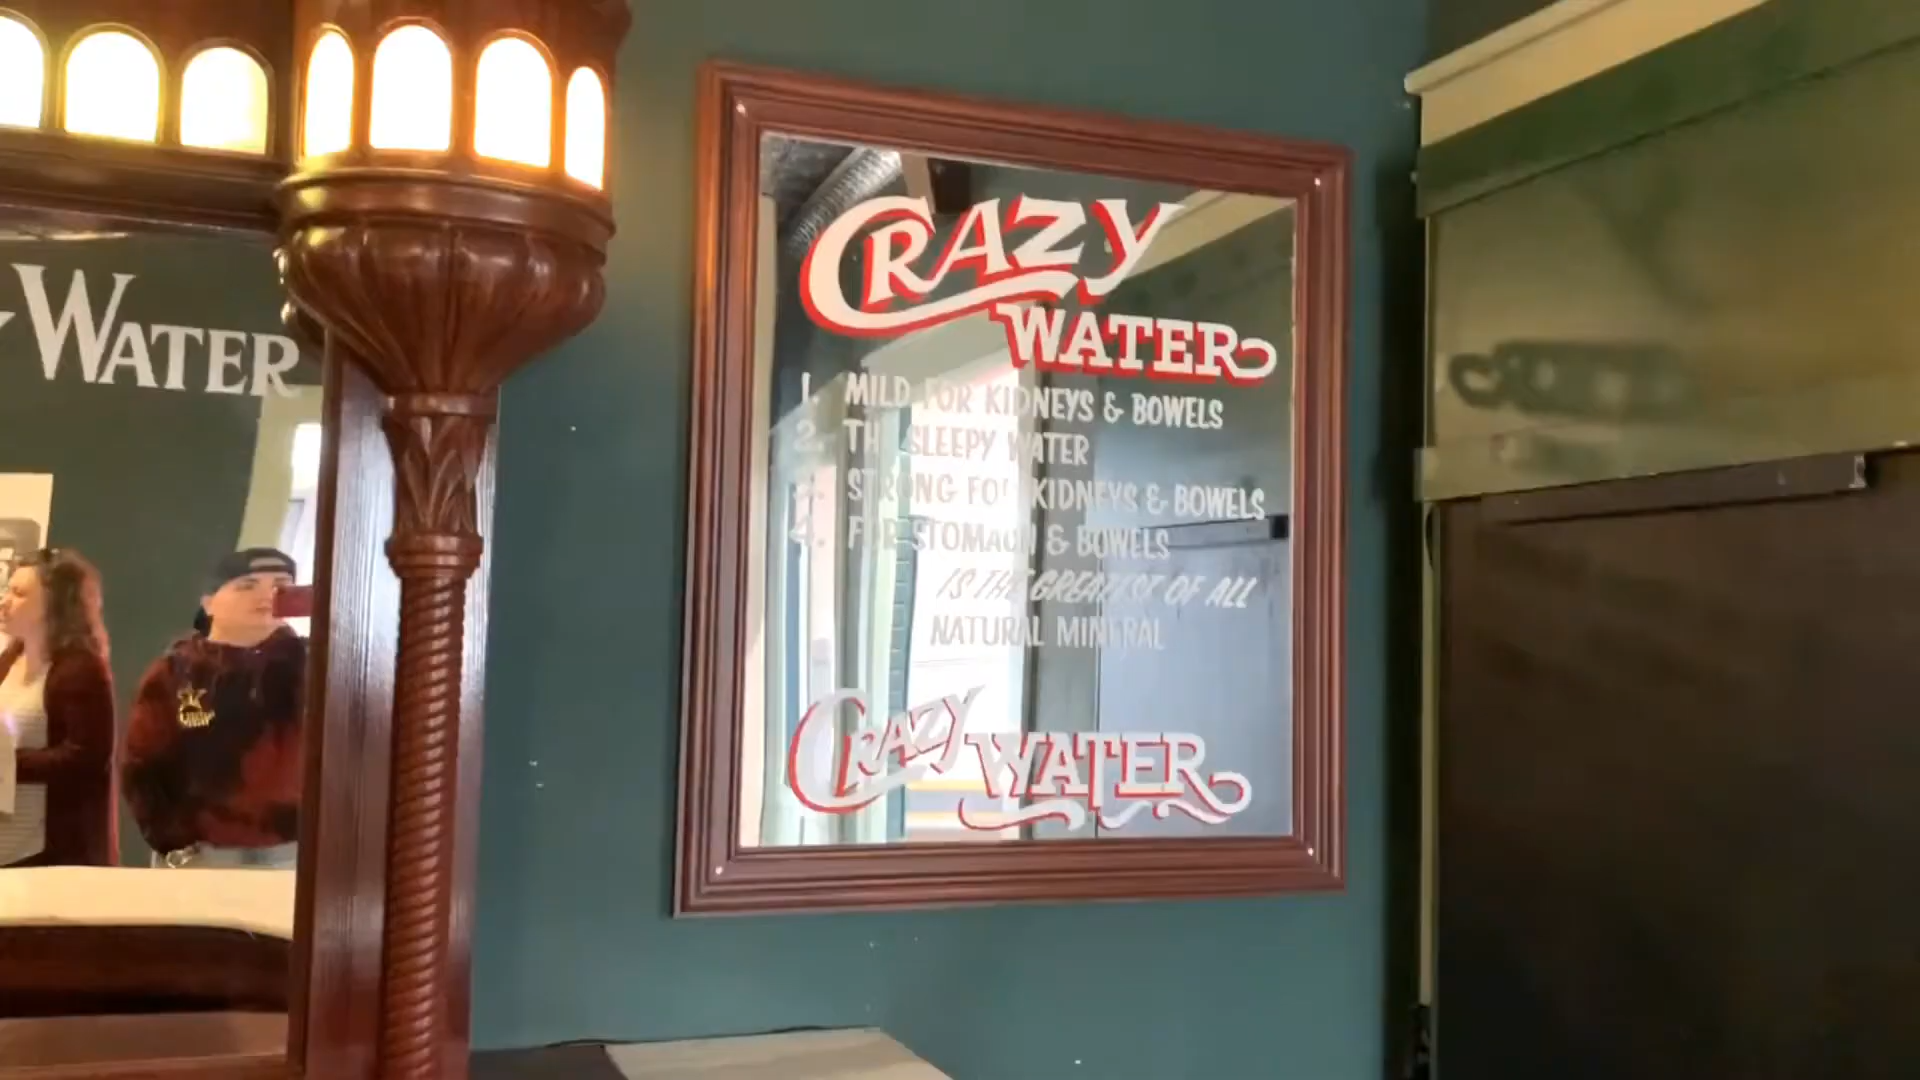 WATER
CRAZY
WATER
1. MILD FOR KIDNEYS & BOWELS
2. THE SLEEPY WATER
3. STRONG FOR KIDNEYS & BOWELS
4. FOR STOMACH & BOWELS
IS THE GREATEST OF ALL
NATURAL MINERAL
CRAZY WATER